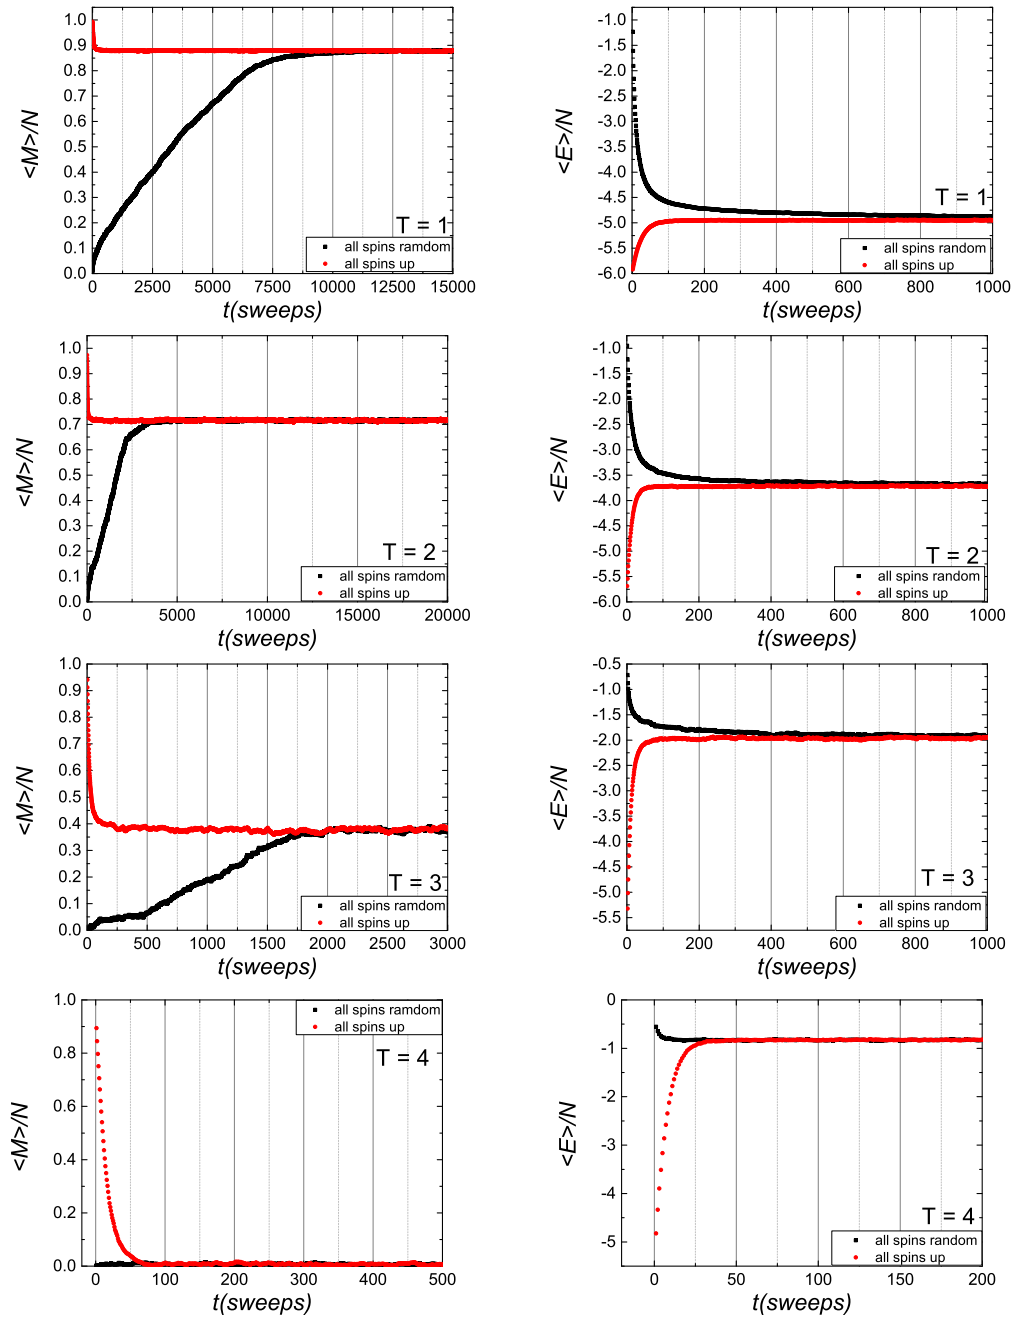 1.0
0.9
0.8
0.7
0.6
0.5
0.4
0.3
0.2
0.1
0.0
<M>/N
T = 1
all spins ramdom
all spins up
0 2500 5000 7500 10000 12500 15000
t(sweeps)
-1.0
-1.5
-2.0
-2.5
-3.0
-3.5
-4.0
-4.5
-5.0
-5.5
-6.0
<E>/N
T = 1
all spins random
all spins up
0 200 400 600 800 1000
t(sweeps)
1.0
0.9
0.8
0.7
0.6
0.5
0.4
0.3
0.2
0.1
0.0
<M>/N
T = 2
all spins ramdom
all spins up
0 5000 10000 15000 20000
t(sweeps)
-1.0
-1.5
-2.0
-2.5
-3.0
-3.5
-4.0
-4.5
-5.0
-5.5
-6.0
<E>/N
T = 2
all spins ramdom
all spins up
0 200 400 600 800 1000
t(sweeps)
1.0
0.9
0.8
0.7
0.6
0.5
0.4
0.3
0.2
0.1
0.0
<M>/N
T = 3
all spins ramdom
all spins up
0 500 1000 1500 2000 2500 3000
t(sweeps)
-0.5
-1.0
-1.5
-2.0
-2.5
-3.0
-3.5
-4.0
-4.5
-5.0
-5.5
<E>/N
T = 3
all spins random
all spins up
0 200 400 600 800 1000
t(sweeps)
1.0
0.8
0.6
0.4
0.2
0.0
<M>/N
all spins ramdom
all spins up
T = 4
0 100 200 300 400 500
t(sweeps)
0
-1
-2
-3
-4
-5
<E>/N
T = 4
all spins random
all spins up
0 50 100 150 200
t(sweeps)